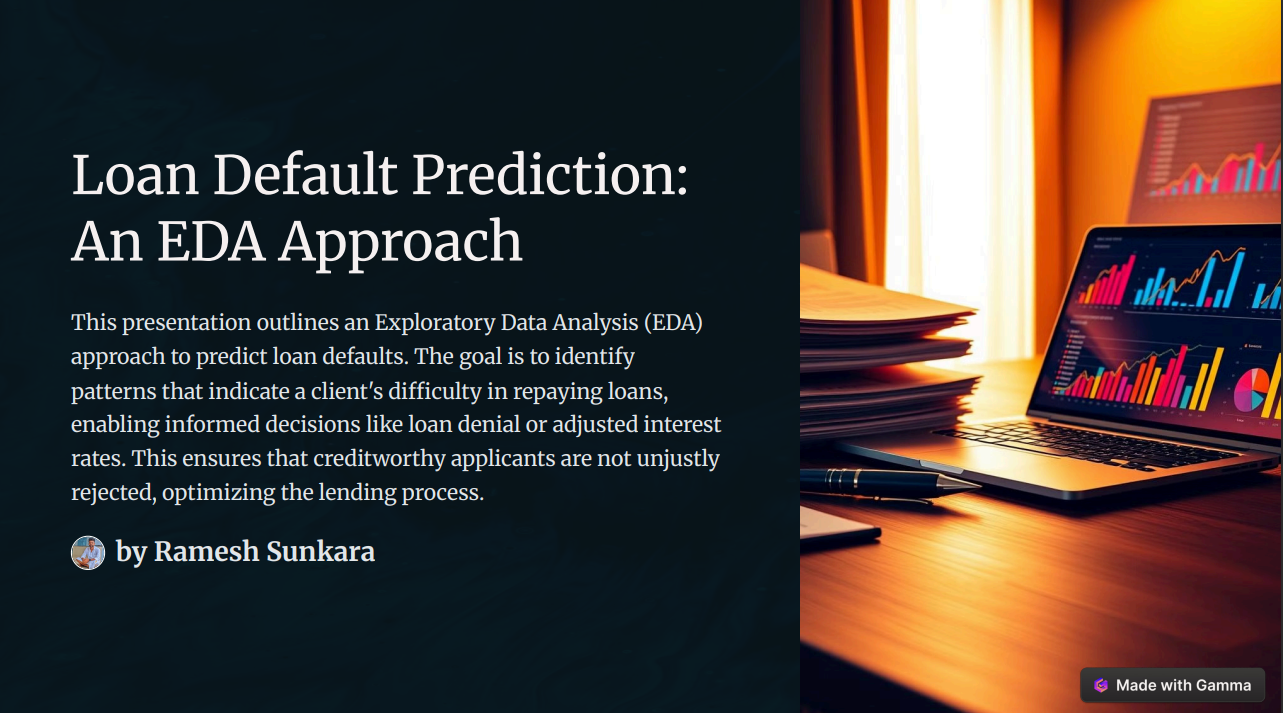 Loan Default Prediction:
An EDA Approach
This presentation outlines an Exploratory Data Analysis (EDA)
approach to predict loan defaults. The goal is to identify
patterns that indicate a client's difficulty in repaying loans,
enabling informed decisions like loan denial or adjusted interest
rates. This ensures that creditworthy applicants are not unjustly
rejected, optimizing the lending process.
by Ramesh Sunkara
Made with Gamma